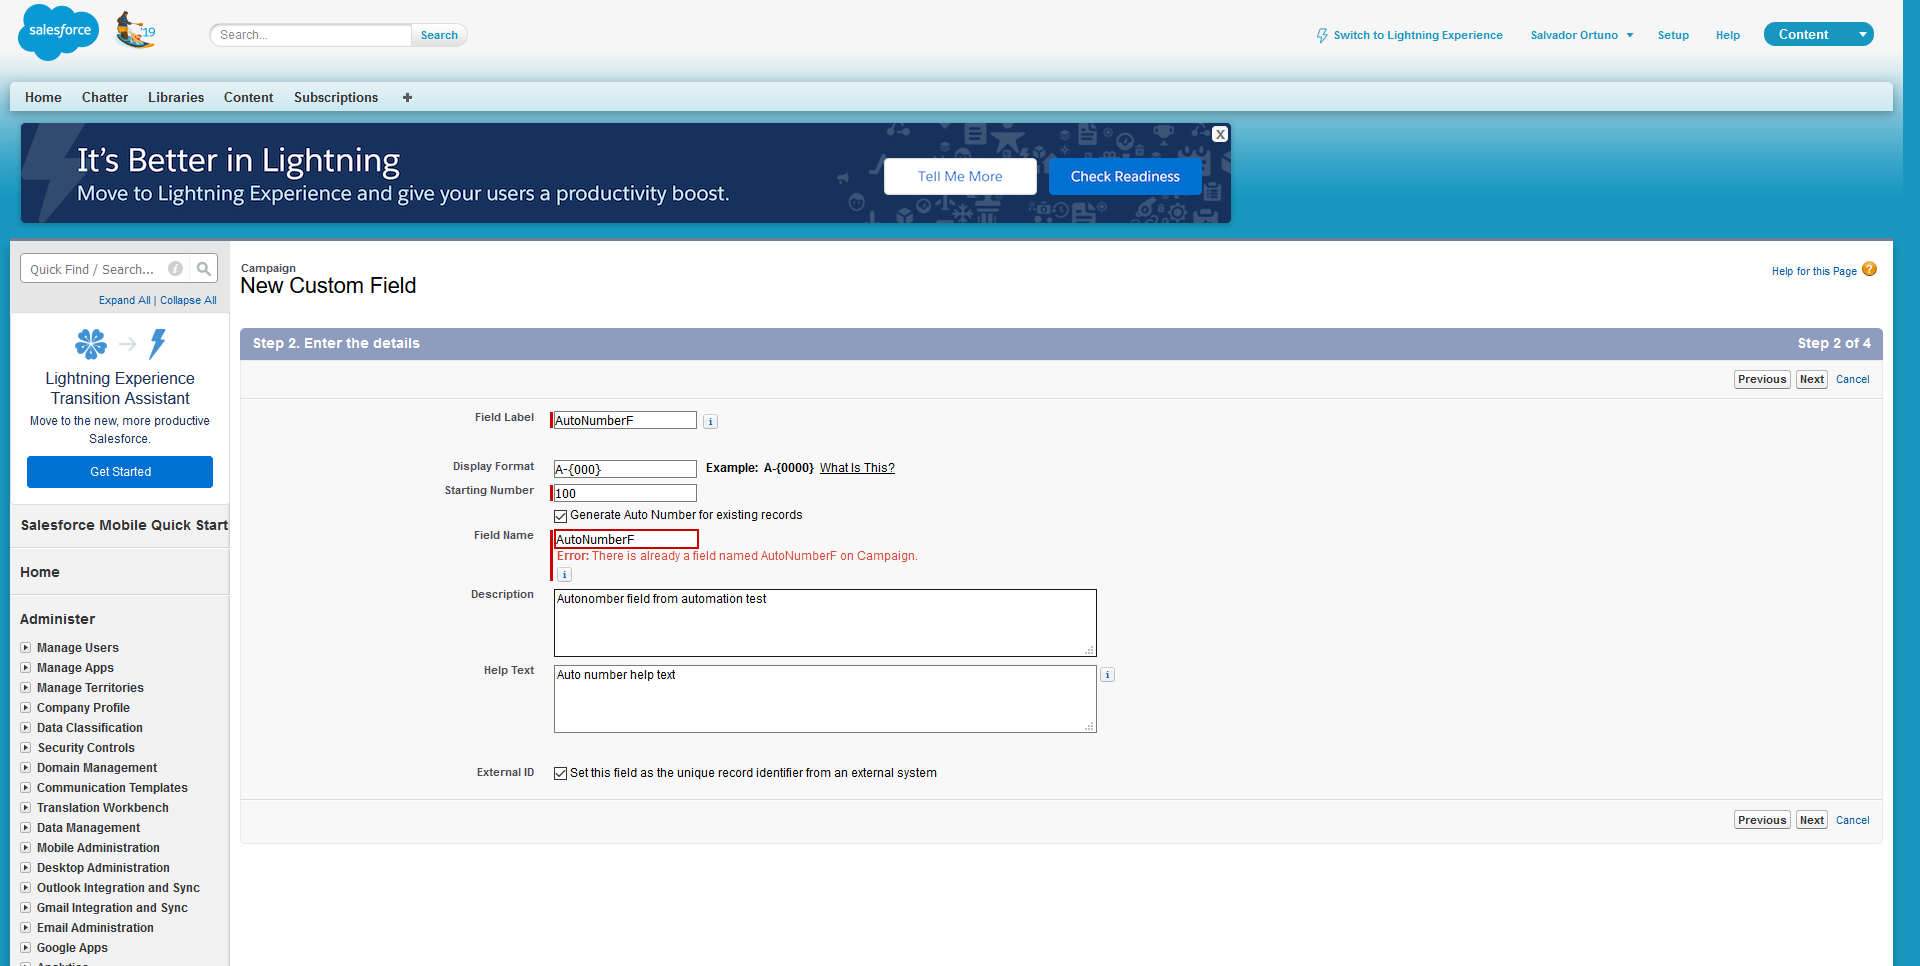 salesforce
'19
Search...
Search
Switch to Lightning Experience
Salvador Ortuno
Setup
Help
Content
Home
Chatter
Libraries
Content
Subscriptions
+
It's Better in Lightning
Move to Lightning Experience and give your users a productivity boost.
Tell Me More
Check Readiness
X
Quick Find / Search...
i
Expand All | Collapse All
Lightning Experience
Transition Assistant
Move to the new, more productive
Salesforce.
Get Started
Salesforce Mobile Quick Start
Home
Administer
Manage Users
Manage Apps
Manage Territories
Company Profile
Data Classification
Security Controls
Domain Management
Communication Templates
Translation Workbench
Data Management
Mobile Administration
Desktop Administration
Outlook Integration and Sync
Gmail Integration and Sync
Email Administration
Google Apps
Analytics
Campaign
New Custom Field
Help for this Page ?
Step 2. Enter the details
Step 2 of 4
Previous Next Cancel
Field Label AutoNumberF i
Display Format A-{000} Example: A-{0000} What Is This?
Starting Number 100
Generate Auto Number for existing records
Field Name AutoNumberF
Error: There is already a field named AutoNumberF on Campaign.
i
Description Autonomber field from automation test
Help Text Auto number help text i
External ID Set this field as the unique record identifier from an external system
Previous Next Cancel